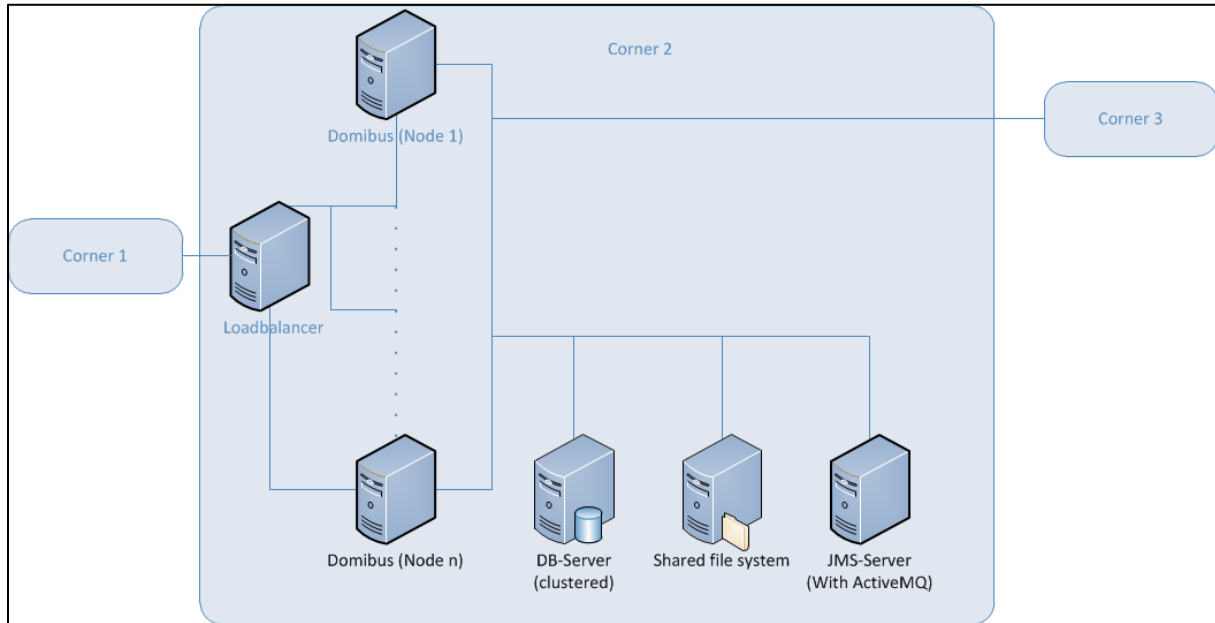 Corner 2
Domibus (Node 1)
Corner 3
Corner 1
Loadbalancer
Domibus (Node n)
DB-Server
(clustered)
Shared file system
JMS-Server
(With ActiveMQ)